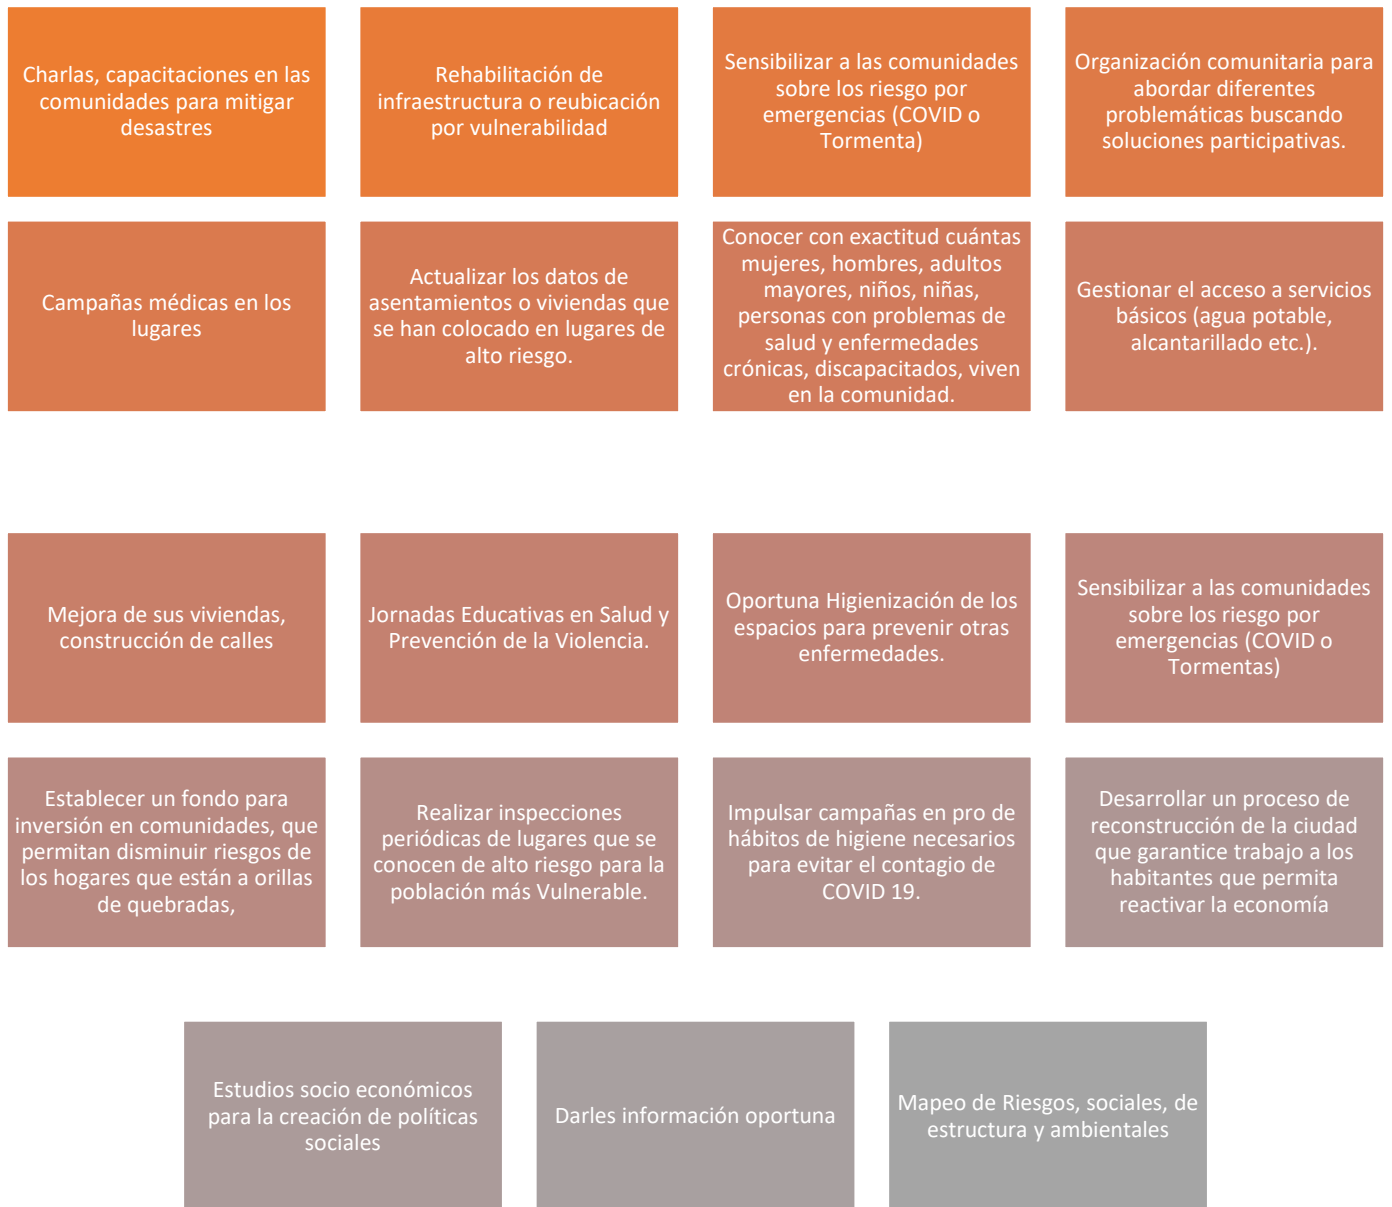 Charlas, capacitaciones en las
comunidades para mitigar
desastres
Rehabilitación de
infraestructura o reubicación
por vulnerabilidad
Sensibilizar a las comunidades
sobre los riesgo por
emergencias (COVID o
Tormenta)
Organización comunitaria para
abordar diferentes
problemáticas buscando
soluciones participativas.
Campañas médicas en los
lugares
Actualizar los datos de
asentamientos o viviendas que
se han colocado en lugares de
alto riesgo.
Conocer con exactitud cuántas
mujeres, hombres, adultos
mayores, niños, niñas,
personas con problemas de
salud y enfermedades
crónicas, discapacitados, viven
en la comunidad.
Gestionar el acceso a servicios
básicos (agua potable,
alcantarillado etc.).
Mejora de sus viviendas,
construcción de calles
Jornadas Educativas en Salud y
Prevención de la Violencia.
Oportuna Higienización de los
espacios para prevenir otras
enfermedades.
Sensibilizar a las comunidades
sobre los riesgo por
emergencias (COVID o
Tormentas)
Establecer un fondo para
inversión en comunidades, que
permitan disminuir riesgos de
los hogares que están a orillas
de quebradas,
Realizar inspecciones
periódicas de lugares que se
conocen de alto riesgo para la
población más Vulnerable.
Impulsar campañas en pro de
hábitos de higiene necesarios
para evitar el contagio de
COVID 19.
Desarrollar un proceso de
reconstrucción de la ciudad
que garantice trabajo a los
habitantes que permita
reactivar la economía
Estudios socio económicos
para la creación de políticas
sociales
Darles información oportuna
Mapeo de Riesgos, sociales, de
estructura y ambientales